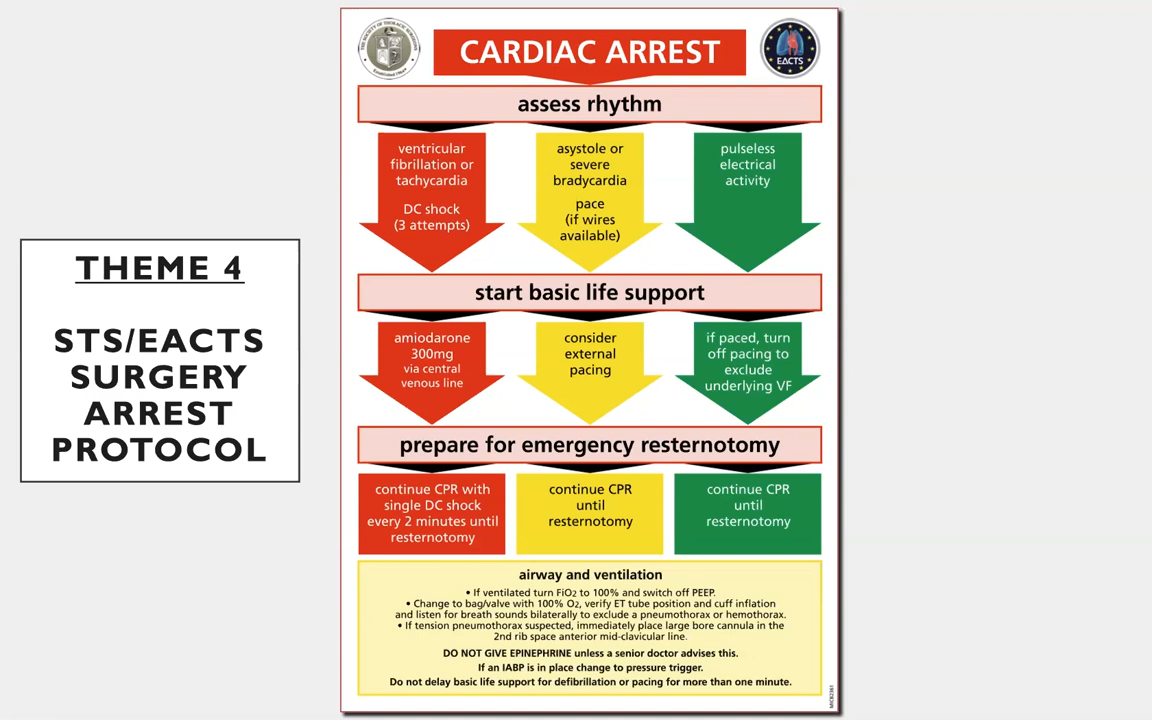 THEME 4
STS/EACTS
SURGERY
ARREST
PROTOCOL
THE SOCIETY OF THORACIC SURGEONS
CARDIAC ARREST
EACTS
assess rhythm
ventricular
fibrillation or
tachycardia
DC shock
(3 attempts)
asystole or
severe
bradycardia
pace
(if wires
available)
pulseless
electrical
activity
start basic life support
amiodarone
300mg
via central
venous line
consider
external
pacing
if paced, turn
off pacing to
exclude
underlying VF
prepare for emergency resternotomy
continue CPR with
single DC shock
every 2 minutes until
resternotomy
continue CPR
until
resternotomy
continue CPR
until
resternotomy
airway and ventilation
• If ventilated turn FiO2 to 100% and switch off PEEP.
• Change to bag/valve with 100% O2, verify ET tube position and cuff inflation
and listen for breath sounds bilaterally to exclude a pneumothorax or hemothorax.
• If tension pneumothorax suspected, immediately place large bore cannula in the
2nd rib space anterior mid-clavicular line.
DO NOT GIVE EPINEPHRINE unless a senior doctor advises this.
If an IABP is in place change to pressure trigger.
Do not delay basic life support for defibrillation or pacing for more than one minute.